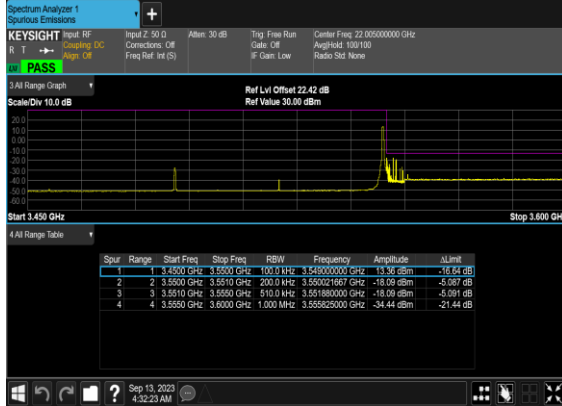 Spectrum Analyzer 1
Spurious Emissions
KEYSIGHT Input: RF Input Z: 50 Ω Atten: 30 dB Trig: Free Run Center Freq: 22.005000000 GHz
R T Coupling: DC Corrections: Off Gate: Off Avg|Hold: 100/100
Align: Off Freq Ref: Int (S) IF Gain: Low Radio Std: None
PASS
3 All Range Graph
Ref Lvl Offset 22.42 dB
Scale/Div 10.0 dB Ref Value 30.00 dBm
20.0
10.0
0.00
-10.0
-20.0
-30.0
-40.0
-50.0
-60.0
Start 3.450 GHz Stop 3.600 GH
4 All Range Table
Spur Range Start Freq Stop Freq RBW Frequency Amplitude ΔLimit
1 1 3.4500 GHz 3.5500 GHz 100.0 kHz 3.549000000 GHz 13.36 dBm -16.64 dB
2 2 3.5500 GHz 3.5510 GHz 200.0 kHz 3.550021667 GHz -18.09 dBm -5.087 dB
3 3 3.5510 GHz 3.5550 GHz 510.0 kHz 3.551880000 GHz -18.09 dBm -5.091 dB
4 4 3.5550 GHz 3.6000 GHz 1.000 MHz 3.555825000 GHz -34.44 dBm -21.44 dB
? Sep 13, 2023
4:32:23 AM